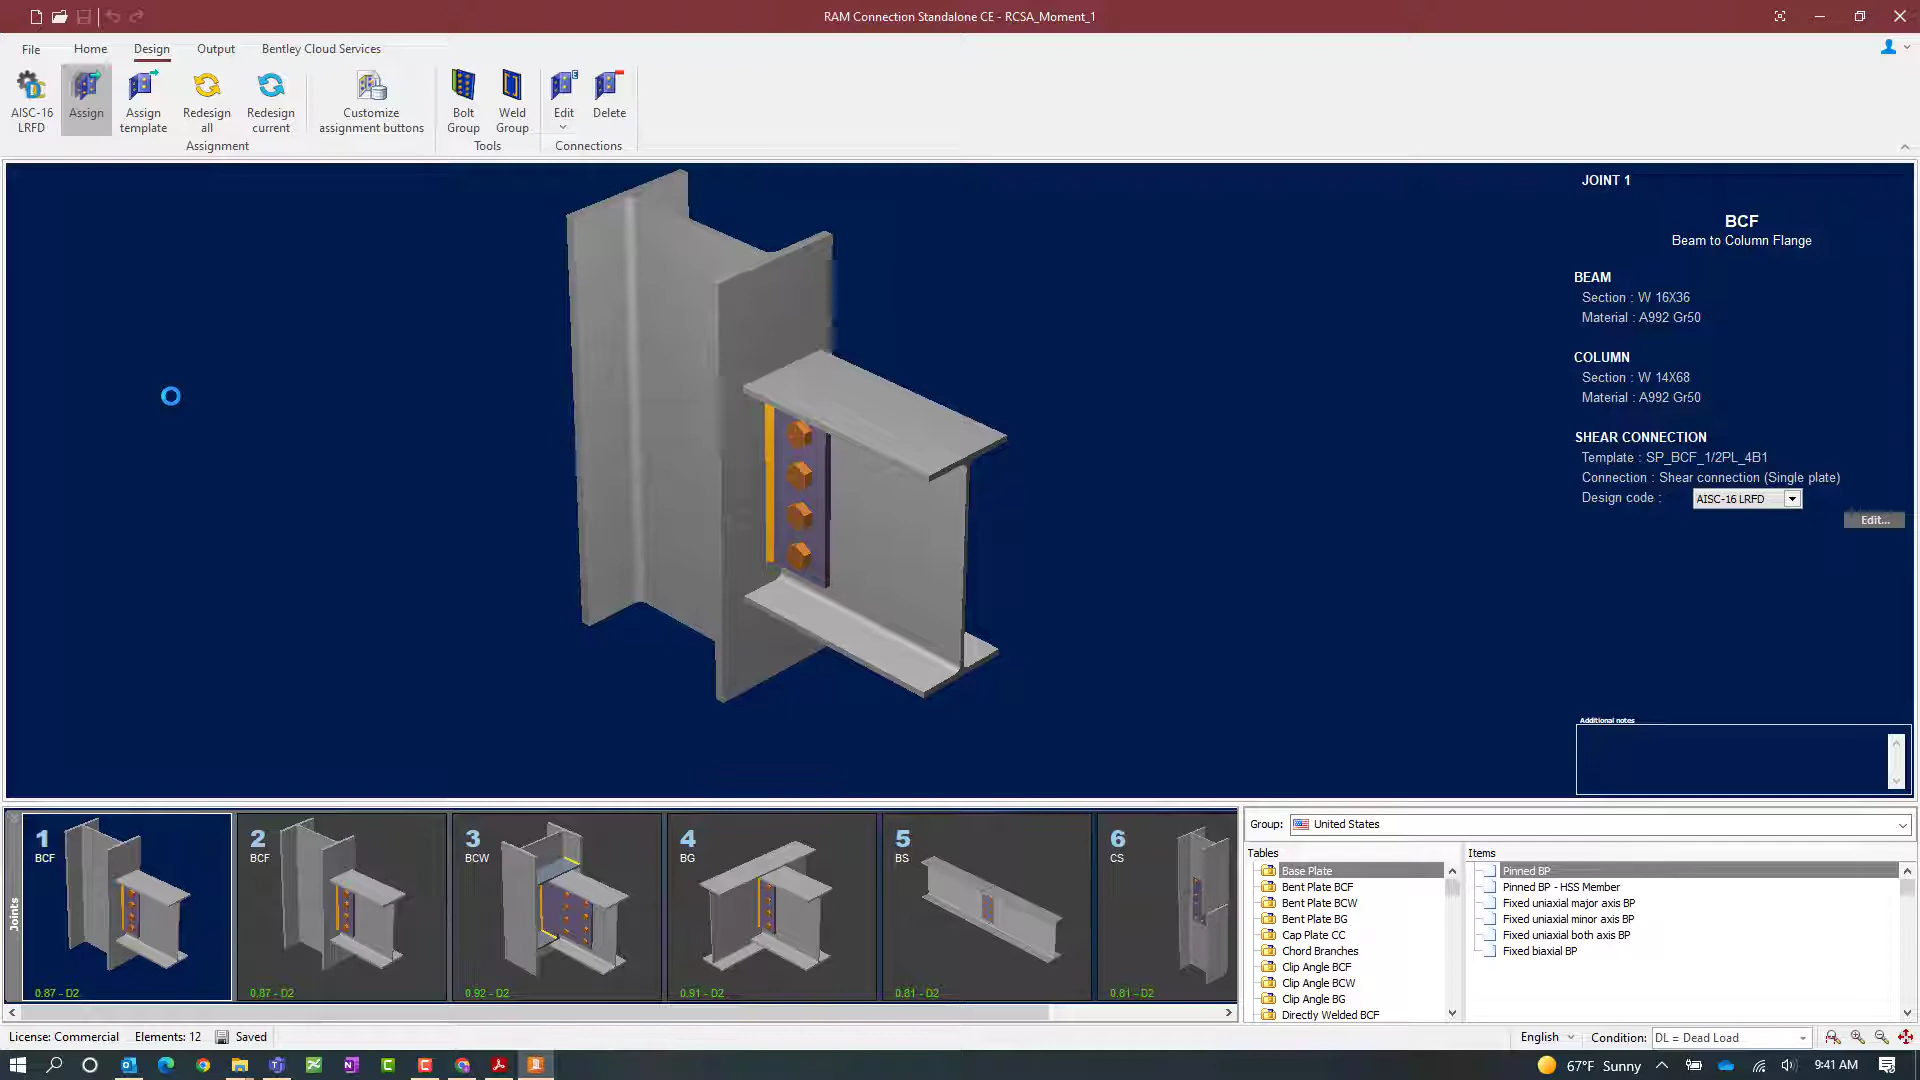 RAM Connection Standalone CE - RCSA_Moment_1
File Home Design Output Bentley Cloud Services
AISC-16 LRFD
Assign
Assign template
Redesign all
Redesign current
Customize assignment buttons
Bolt Group
Weld Group
Edit
Delete
Assignment Tools Connections
JOINT 1
BCF
Beam to Column Flange
BEAM
Section : W 16X36
Material : A992 Gr50
COLUMN
Section : W 14X68
Material : A992 Gr50
SHEAR CONNECTION
Template : SP_BCF_1/2PL_4B1
Connection : Shear connection (Single plate)
Design code : AISC-16 LRFD
Edit...
Additional notes
Joints
1 BCF 0.87 - D2
2 BCF 0.87 - D2
3 BCW 0.92 - D2
4 BG 0.91 - D2
5 BS 0.81 - D2
6 CS 0.81 - D2
Group: United States
Tables
Base Plate
Bent Plate BCF
Bent Plate BCW
Bent Plate BG
Cap Plate CC
Chord Branches
Clip Angle BCF
Clip Angle BCW
Clip Angle BG
Directly Welded BCF
Items
Pinned BP
Pinned BP - HSS Member
Fixed uniaxial major axis BP
Fixed uniaxial minor axis BP
Fixed uniaxial both axis BP
Fixed biaxial BP
License: Commercial Elements: 12 Saved
English Condition: DL = Dead Load
67°F Sunny 9:41 AM